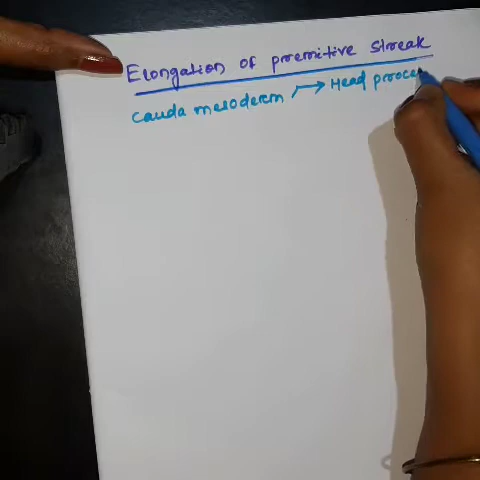 Elongation of premitive streak
Cauda mesoderm → Head proce